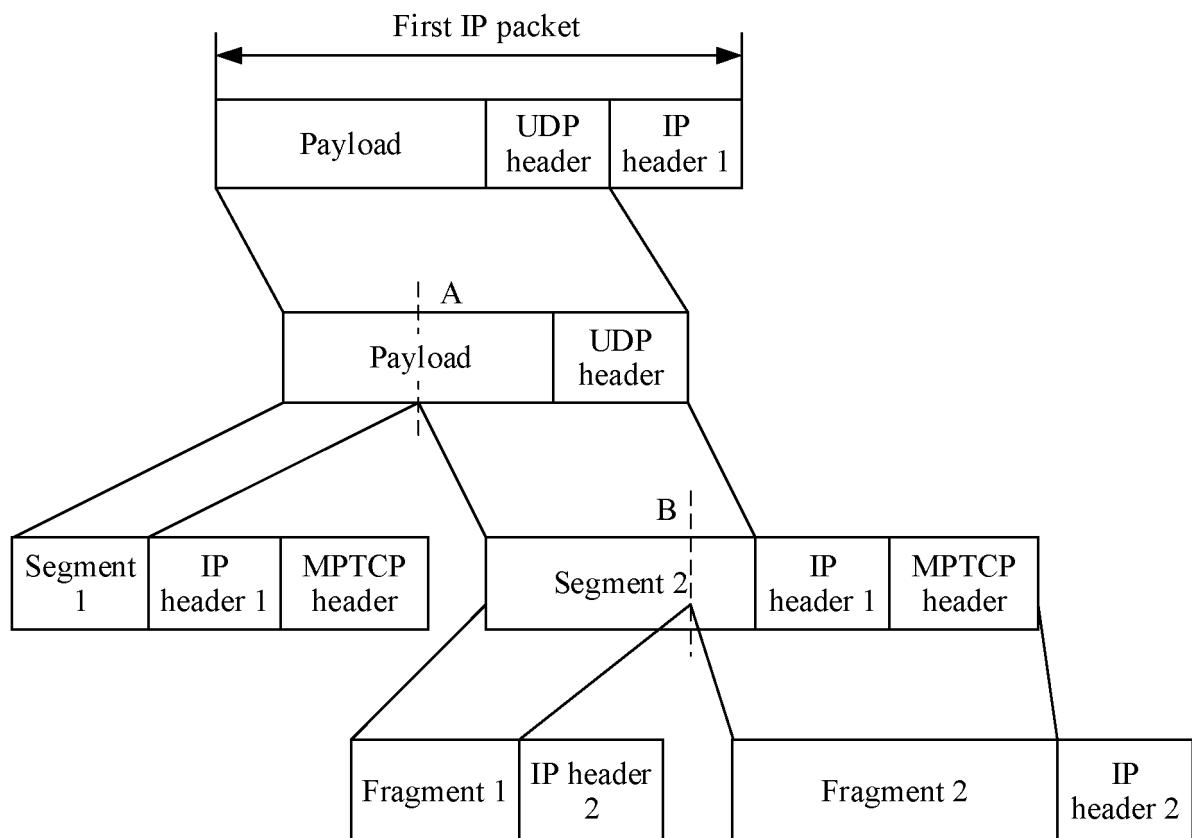 First IP packet
Payload
UDP
header
IP
header 1
A
Payload
UDP
header
B
Segment
1
IP
header 1
MPTCP
header
Segment 2
IP
header 1
MPTCP
header
Fragment 1
IP header
2
Fragment 2
IP
header 2